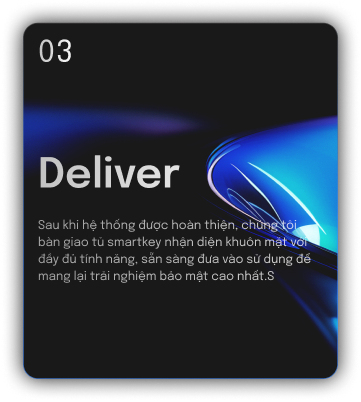 03
Deliver
Sau khi hệ thống được hoàn thiện, chúng tôi
bàn giao tủ smartkey nhận diện khuôn mặt với
đầy đủ tính năng, sẵn sàng đưa vào sử dụng để
mang lại trải nghiệm bảo mật cao nhất.S